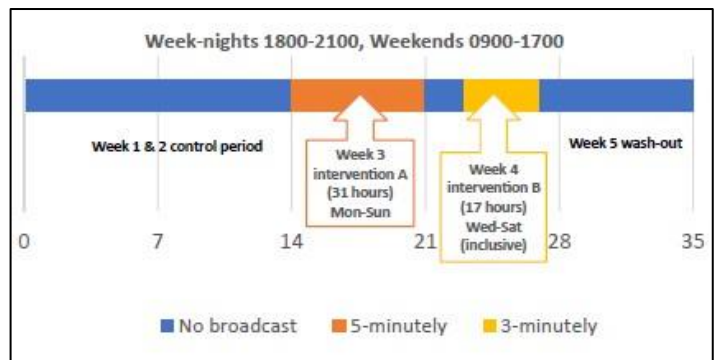 Week-nights 1800-2100, Weekends 0900-1700
Week 1 & 2 control period
Week 3
intervention A
(31 hours)
Mon-Sun
Week 4
intervention B
(17 hours)
Wed-Sat
(inclusive)
Week 5 wash-out
0 7 14 21 28 35
No broadcast 5-minutely 3-minutely